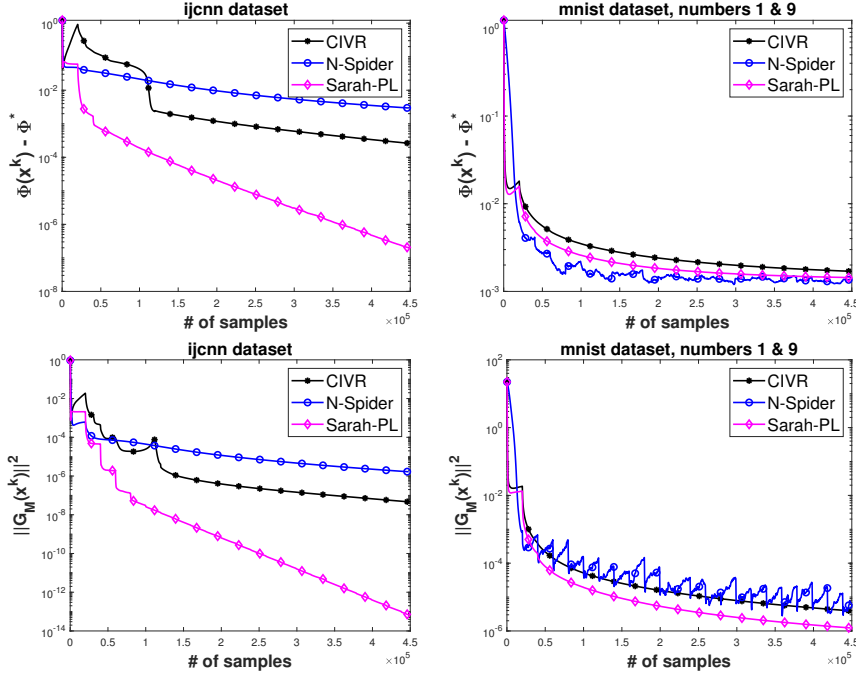 ijcnn dataset
Φ(x^k) - Φ^*
10^0
10^-2
10^-4
10^-6
10^-8
CIVR
N-Spider
Sarah-PL
0 0.5 1 1.5 2 2.5 3 3.5 4 4.5
×10^5
# of samples
mnist dataset, numbers 1 & 9
10^0
10^-1
10^-2
10^-3
CIVR
N-Spider
Sarah-PL
0 0.5 1 1.5 2 2.5 3 3.5 4 4.5
×10^5
# of samples
ijcnn dataset
||G_M(x^k)||^2
10^0
10^-2
10^-4
10^-6
10^-8
10^-10
10^-12
10^-14
CIVR
N-Spider
Sarah-PL
0 0.5 1 1.5 2 2.5 3 3.5 4 4.5
×10^5
# of samples
mnist dataset, numbers 1 & 9
||G_M(x^k)||^2
10^2
10^0
10^-2
10^-4
10^-6
CIVR
N-Spider
Sarah-PL
0 0.5 1 1.5 2 2.5 3 3.5 4 4.5
×10^5
# of samples